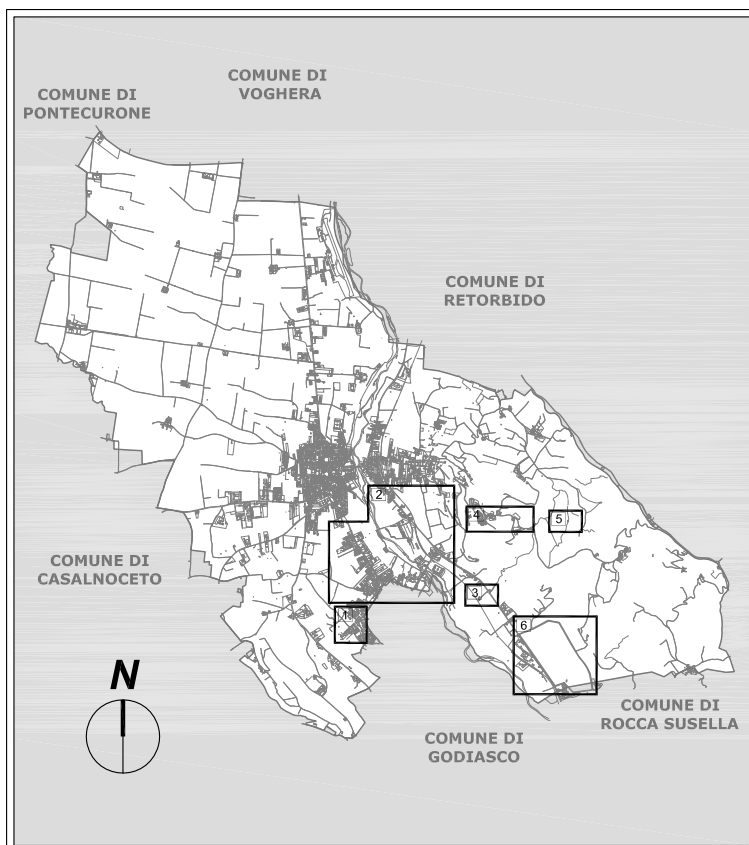 COMUNE DI
VOGHERA
COMUNE DI
PONTECURONE
COMUNE DI
RETORBIDO
2
4
5
COMUNE DI
CASALNOCETO
3
1
6
N
COMUNE DI
ROCCA SUSELLA
COMUNE DI
GODIASCO